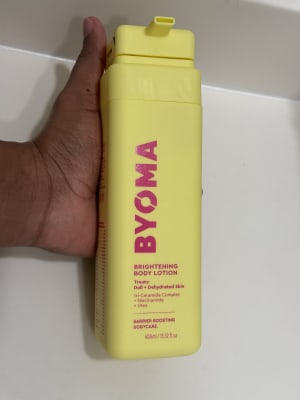 BYOMA
BRIGHTENING
BODY LOTION
Treats:
Dull + Dehydrated Skin
Tri-Ceramide Complex
+ Niacinamide
+ Urea
BARRIER BOOSTING
BODYCARE.